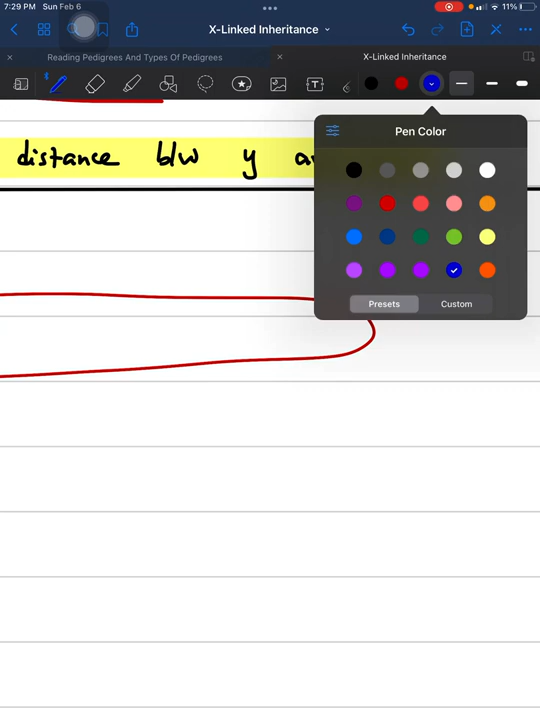 7:29 PM Sun Feb 6
11%
X-Linked Inheritance
Reading Pedigrees And Types Of Pedigrees
X-Linked Inheritance
Pen Color
distance b/w y
Presets Custom